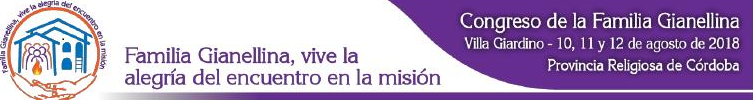 Familia Gianellina, vive la alegría del encuentro en la misión
Familia Gianellina, vive la
alegría del encuentro en la misión
Congreso de la Familia Gianellina
Villa Giardino - 10, 11 y 12 de agosto de 2018
Provincia Religiosa de Córdoba